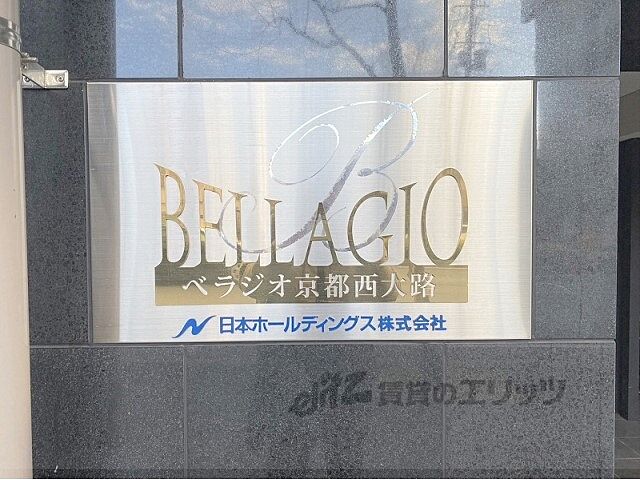 B
BELLAGIO
ベラジオ京都西大路
N 日本ホールディングス株式会社
elitz 賃貸のエリッツ